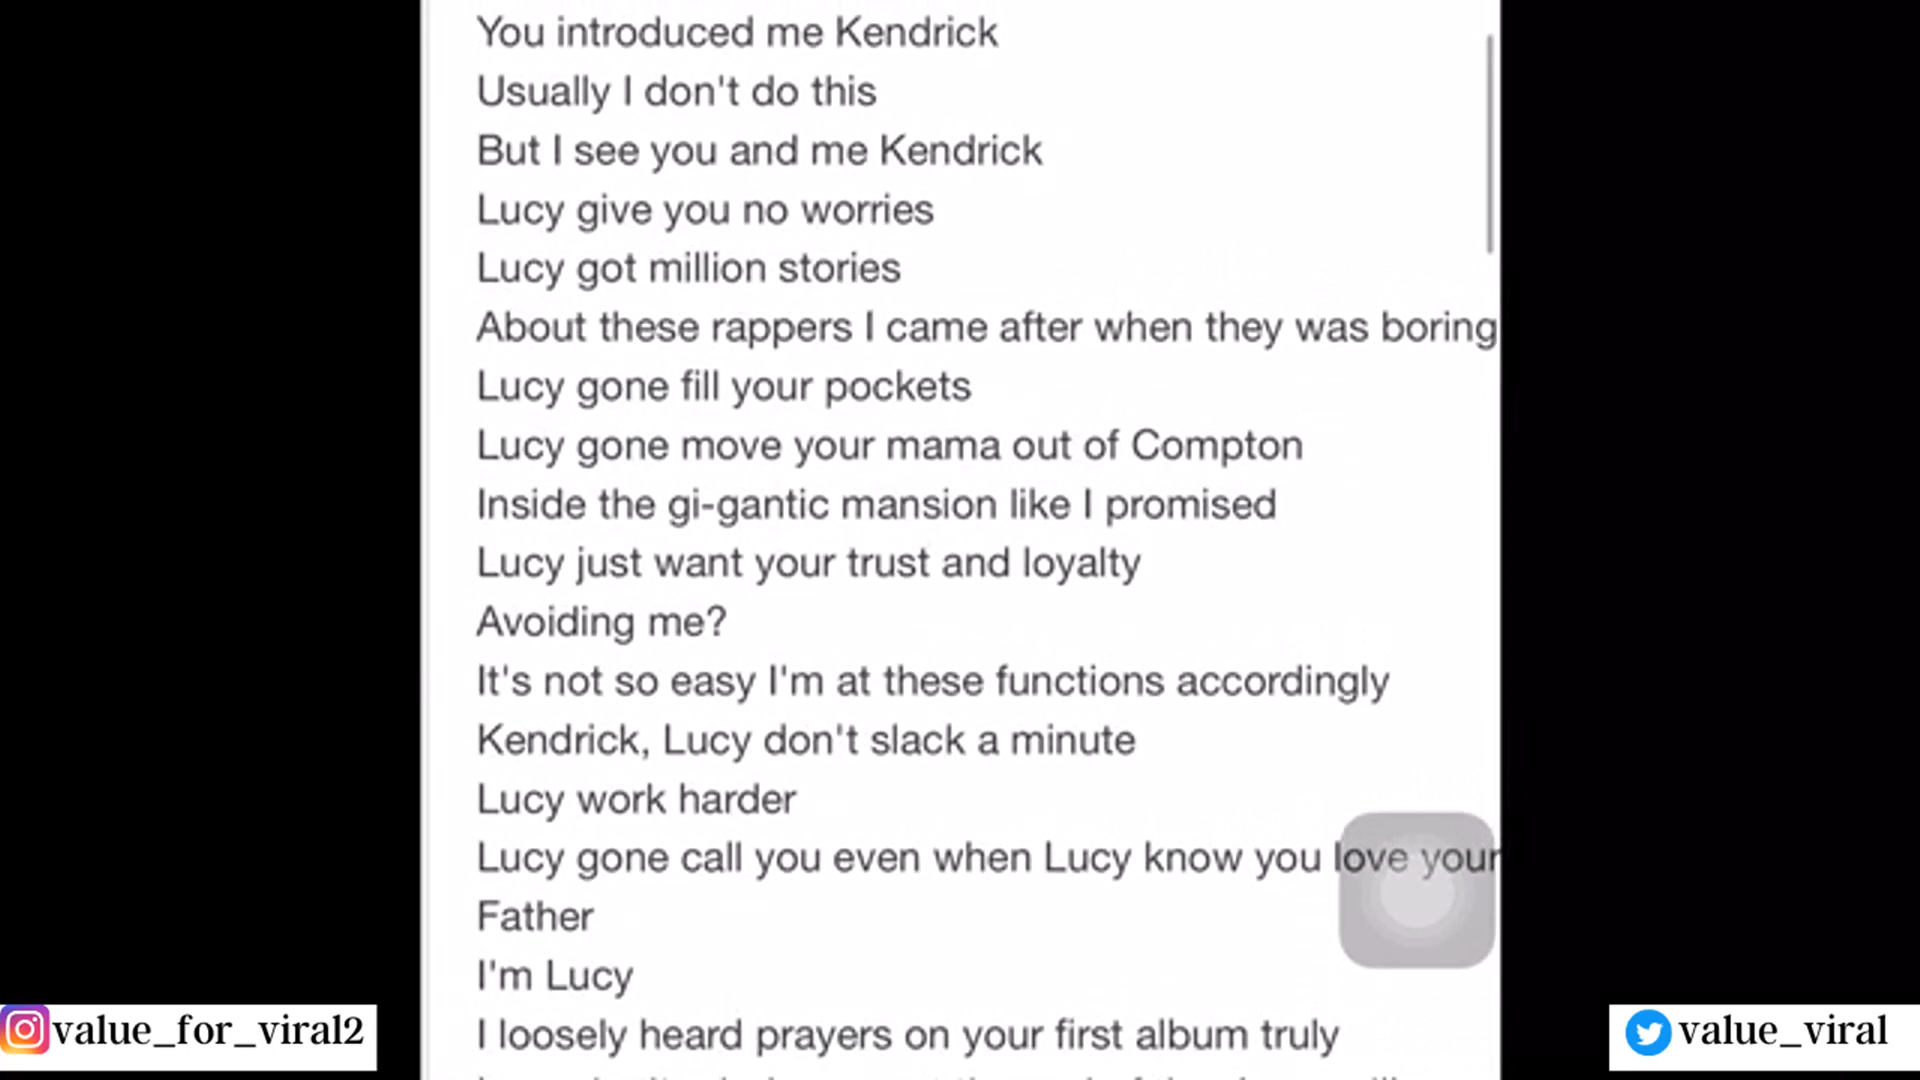 You introduced me Kendrick
Usually I don't do this
But I see you and me Kendrick
Lucy give you no worries
Lucy got million stories
About these rappers I came after when they was boring
Lucy gone fill your pockets
Lucy gone move your mama out of Compton
Inside the gi-gantic mansion like I promised
Lucy just want your trust and loyalty
Avoiding me?
It's not so easy I'm at these functions accordingly
Kendrick, Lucy don't slack a minute
Lucy work harder
Lucy gone call you even when Lucy know you love your
Father
I'm Lucy
I loosely heard prayers on your first album truly
value_for_viral2
value_viral